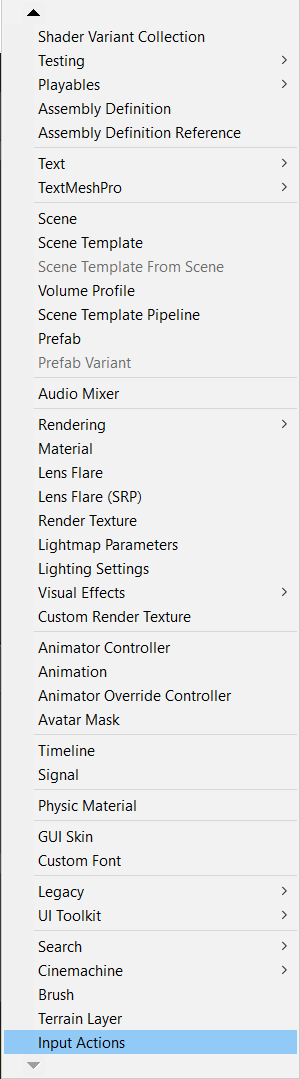 Shader Variant Collection
Testing
Playables
Assembly Definition
Assembly Definition Reference
Text
TextMeshPro
Scene
Scene Template
Scene Template From Scene
Volume Profile
Scene Template Pipeline
Prefab
Prefab Variant
Audio Mixer
Rendering
Material
Lens Flare
Lens Flare (SRP)
Render Texture
Lightmap Parameters
Lighting Settings
Visual Effects
Custom Render Texture
Animator Controller
Animation
Animator Override Controller
Avatar Mask
Timeline
Signal
Physic Material
GUI Skin
Custom Font
Legacy
UI Toolkit
Search
Cinemachine
Brush
Terrain Layer
Input Actions